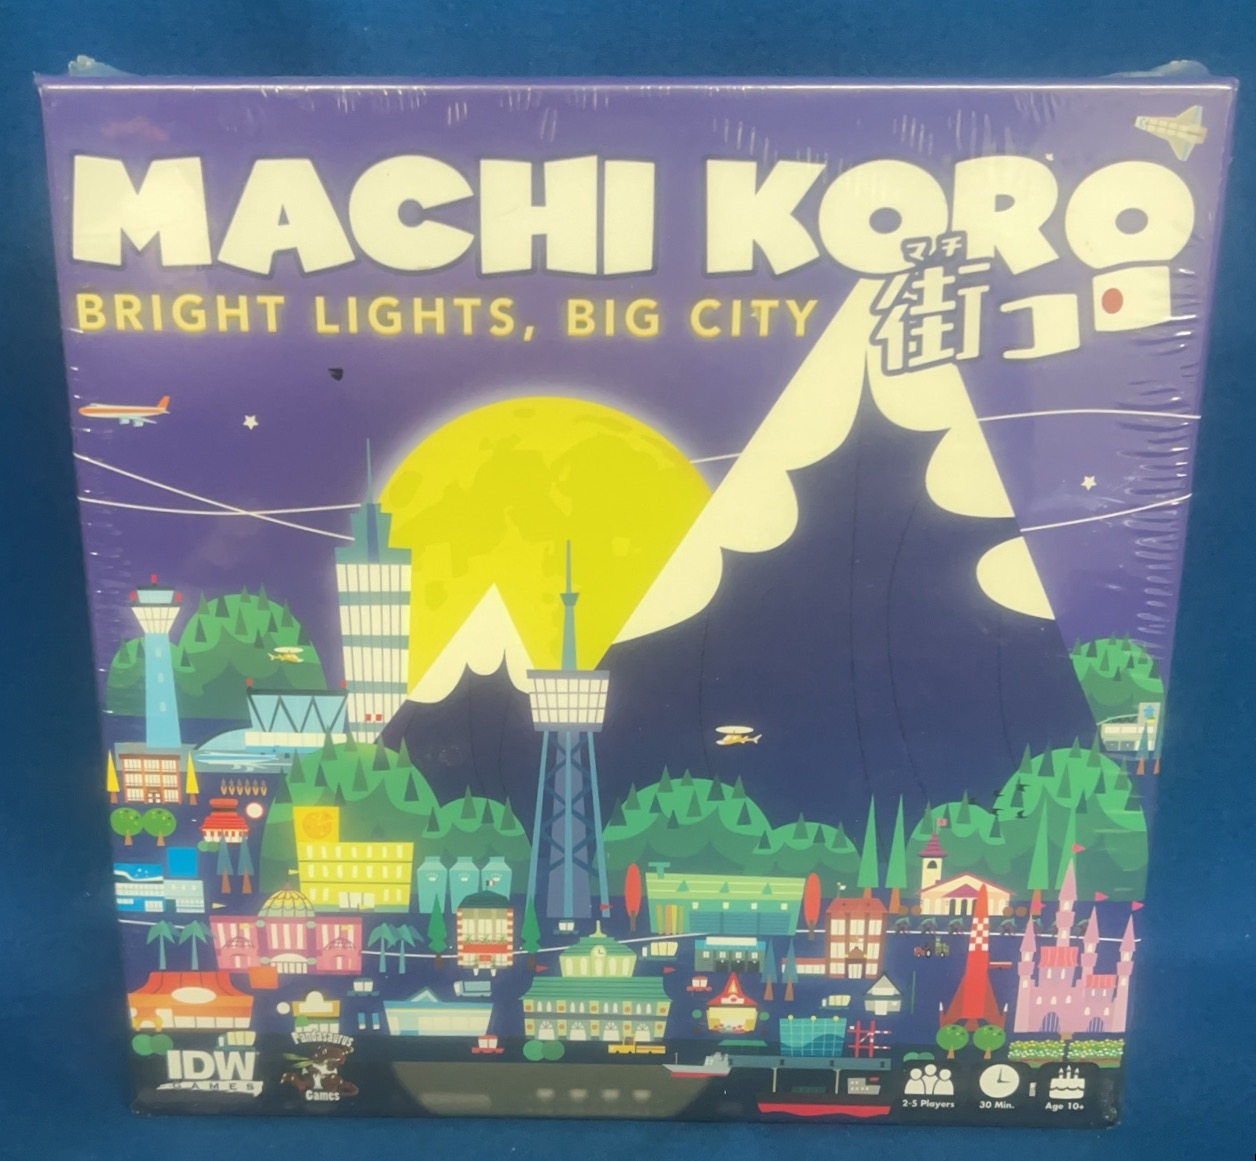 MACHI KORO
マチ
街コロ
BRIGHT LIGHTS, BIG CITY
IDW
GAMES
Pandasaurus
Games
2-5 Players
30 Min.
Age 10+